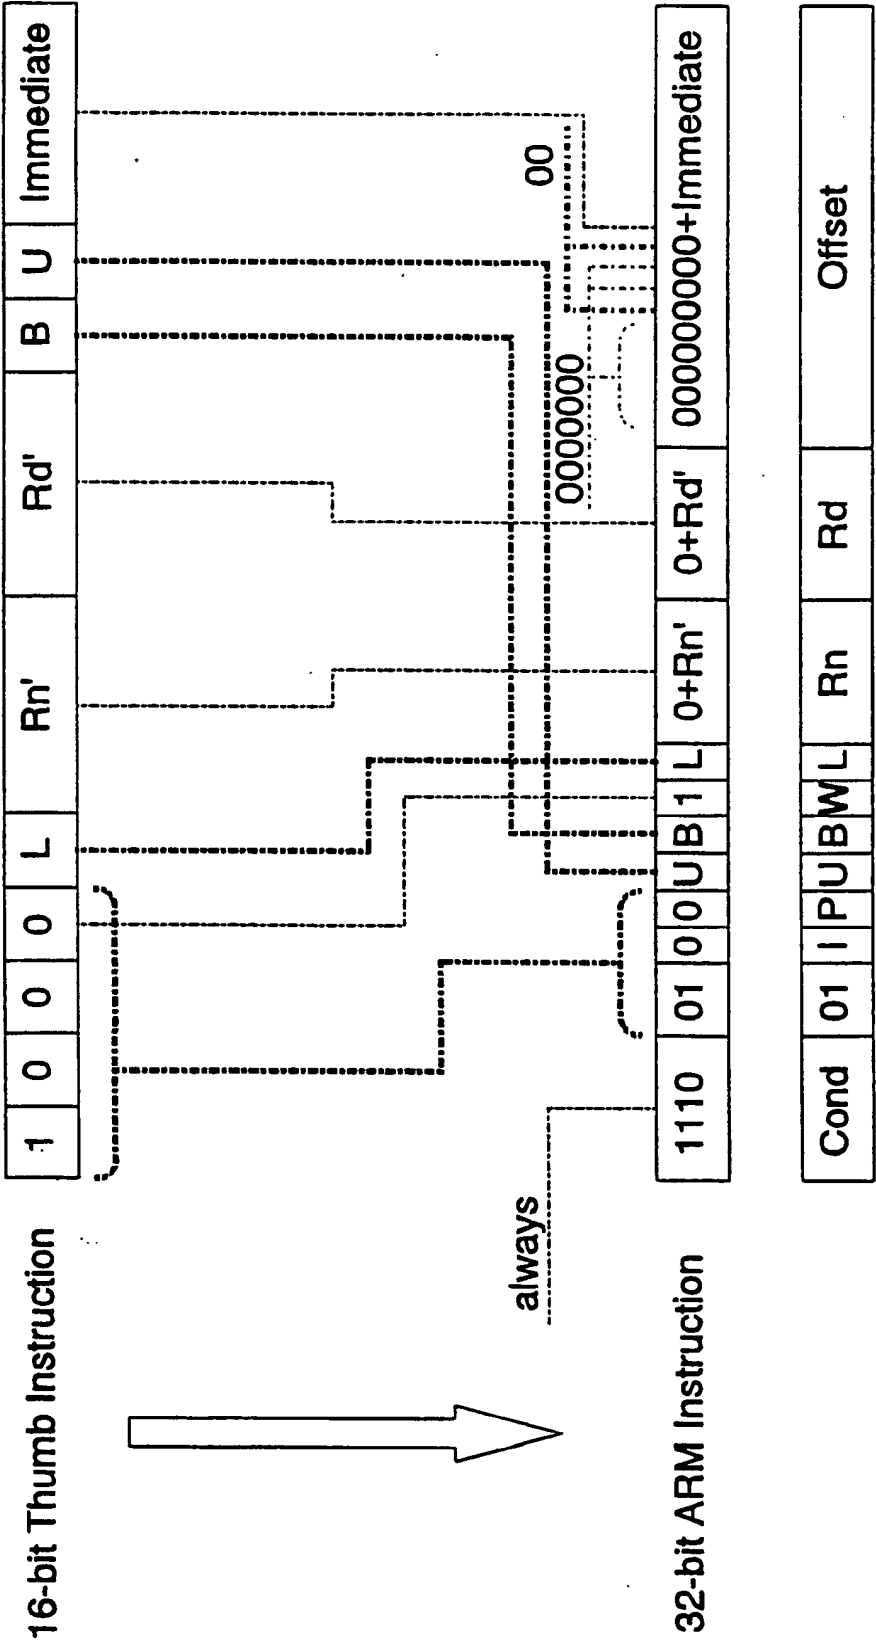 16-bit Thumb Instruction 1 0 0 0 L Rn' Rd' B U Immediate
always 00
0000000
32-bit ARM Instruction 1110 01 0 0 U B 1 L 0+Rn' 0+Rd' 000000000+Immediate
Cond 01 I P U B W L Rn Rd Offset